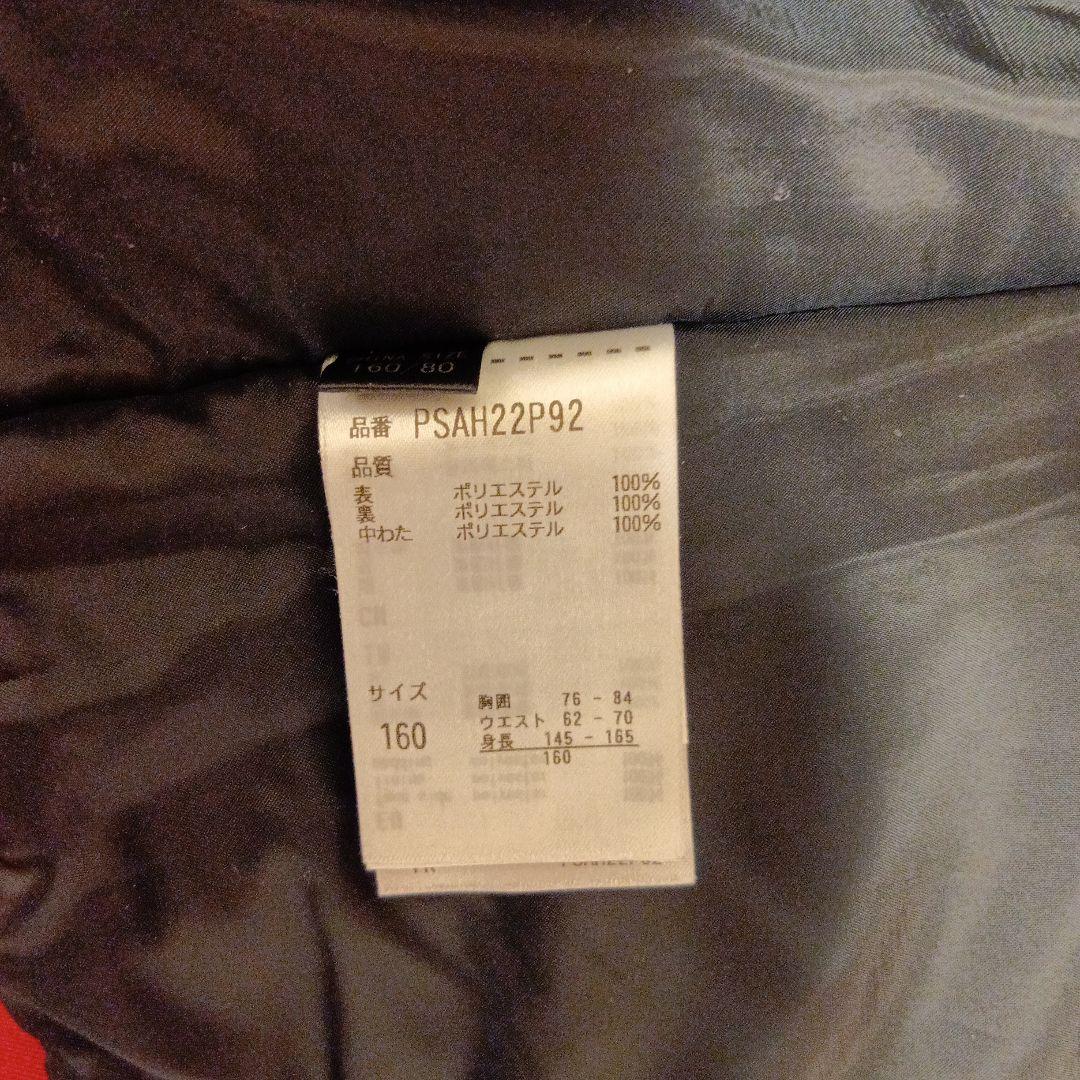 160/80
品番 PSAH22P92
品質
表 ポリエステル 100%
裏 ポリエステル 100%
中わた ポリエステル 100%
サイズ
160
胸囲 76 - 84
ウエスト 62 - 70
身長 145 - 165
160